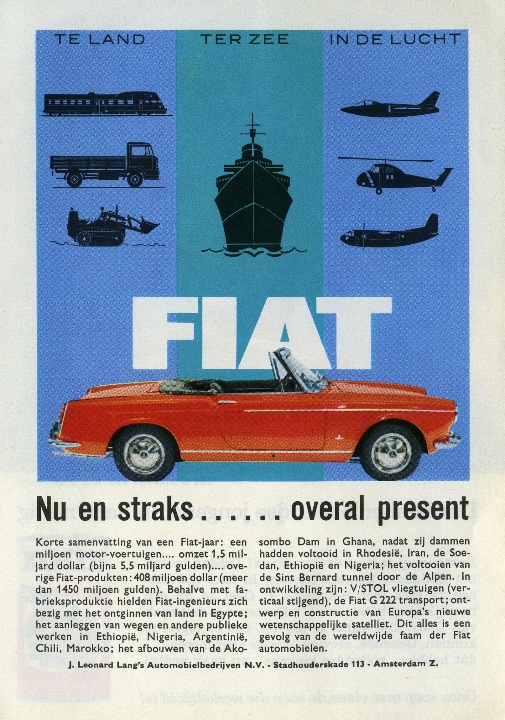 TE LAND TER ZEE IN DE LUCHT
FIAT
Nu en straks...... overal present
Korte samenvatting van een Fiat-jaar: een
miljoen motor-voertuigen.... omzet 1,5 mil-
jard dollar (bijna 5,5 miljard gulden).... ove-
rige Fiat-produkten: 408 miljoen dollar (meer
dan 1450 miljoen gulden). Behalve met fa-
brieksproduktie hielden Fiat-ingenieurs zich
bezig met het ontginnen van land in Egypte;
het aanleggen van wegen en andere publieke
werken in Ethiopië, Nigeria, Argentinië,
Chili, Marokko; het afbouwen van de Ako-
sombo Dam in Ghana, nadat zij dammen
hadden voltooid in Rhodesië, Iran, de Soe-
dan, Ethiopië en Nigeria; het voltooien van
de Sint Bernard tunnel door de Alpen. In
ontwikkeling zijn: V/STOL vliegtuigen (ver-
ticaal stijgend), de Fiat G 222 transport; ont-
werp en constructie van Europa's nieuwe
wetenschappelijke satelliet. Dit alles is een
gevolg van de wereldwijde faam der Fiat
automobielen.
J. Leonard Lang's Automobielbedrijven N.V. - Stadhouderskade 113 - Amsterdam Z.